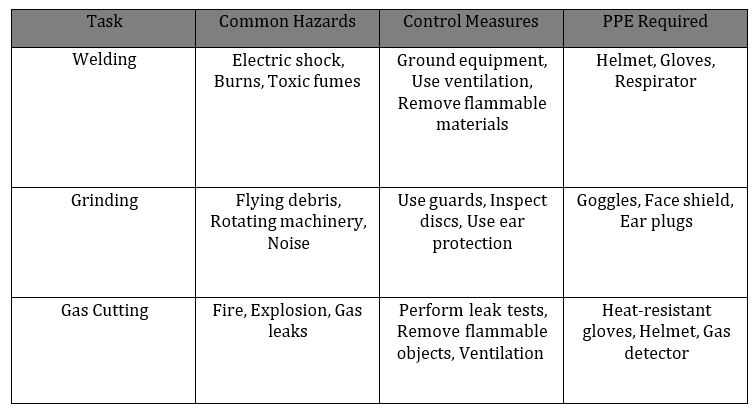 Task
Common Hazards
Control Measures
PPE Required
Welding
Electric shock,
Burns, Toxic fumes
Ground equipment,
Use ventilation,
Remove flammable
materials
Helmet, Gloves,
Respirator
Grinding
Flying debris,
Rotating machinery,
Noise
Use guards, Inspect
discs, Use ear
protection
Goggles, Face shield,
Ear plugs
Gas Cutting
Fire, Explosion, Gas
leaks
Perform leak tests,
Remove flammable
objects, Ventilation
Heat-resistant
gloves, Helmet, Gas
detector